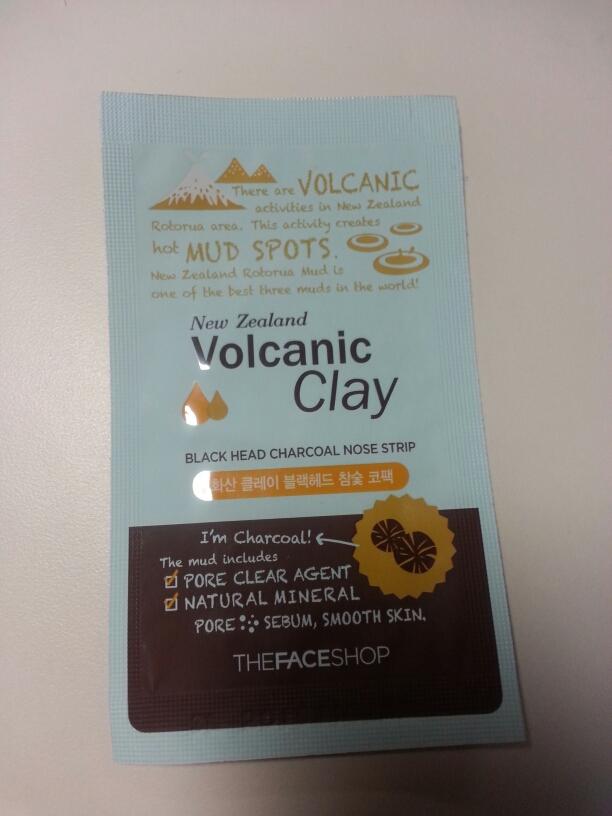 There are VOLCANIC
activities in New Zealand
Rotorua area. This activity creates
hot MUD SPOTS.
New Zealand Rotorua Mud is
one of the best three muds in the world!
New Zealand
Volcanic
Clay
BLACK HEAD CHARCOAL NOSE STRIP
화산 클레이 블랙헤드 참숯 코팩
I'm Charcoal!
The mud includes
PORE CLEAR AGENT
NATURAL MINERAL
PORE SEBUM, SMOOTH SKIN.
THEFACESHOP